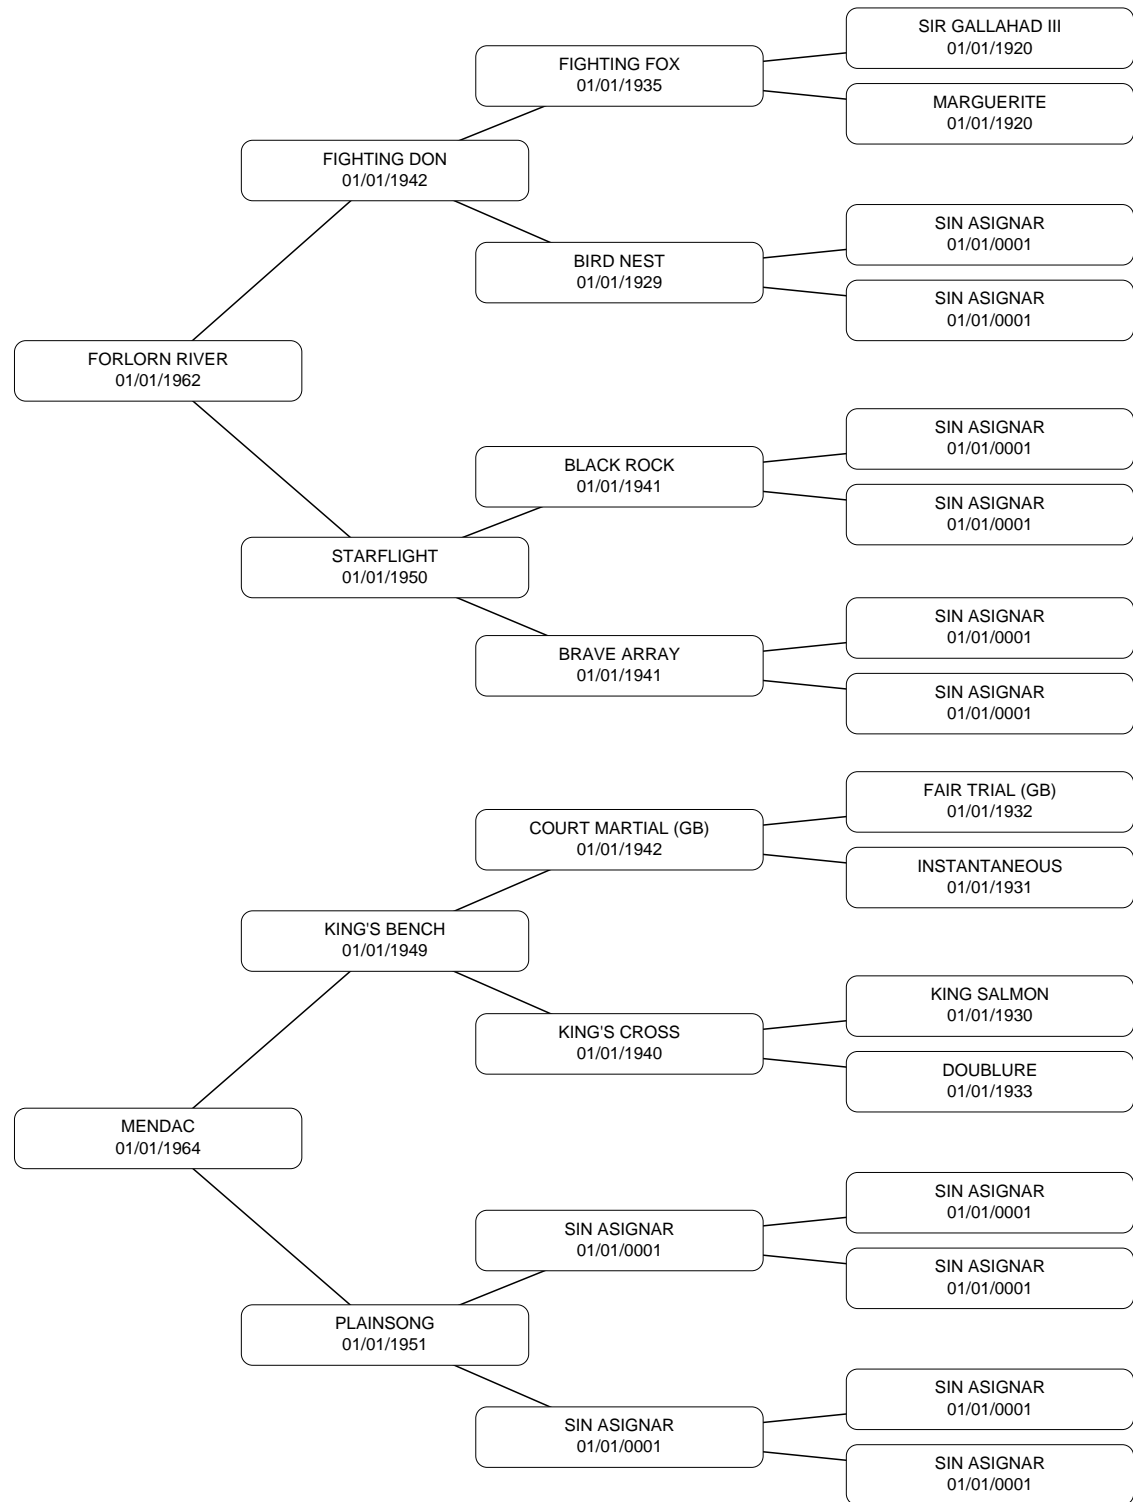 SIR GALLAHAD III
01/01/1920
FIGHTING FOX
01/01/1935
MARGUERITE
01/01/1920
FIGHTING DON
01/01/1942
SIN ASIGNAR
01/01/0001
BIRD NEST
01/01/1929
SIN ASIGNAR
01/01/0001
FORLORN RIVER
01/01/1962
SIN ASIGNAR
01/01/0001
BLACK ROCK
01/01/1941
SIN ASIGNAR
01/01/0001
STARFLIGHT
01/01/1950
SIN ASIGNAR
01/01/0001
BRAVE ARRAY
01/01/1941
SIN ASIGNAR
01/01/0001
FAIR TRIAL (GB)
01/01/1932
COURT MARTIAL (GB)
01/01/1942
INSTANTANEOUS
01/01/1931
KING'S BENCH
01/01/1949
KING SALMON
01/01/1930
KING'S CROSS
01/01/1940
DOUBLURE
01/01/1933
MENDAC
01/01/1964
SIN ASIGNAR
01/01/0001
SIN ASIGNAR
01/01/0001
SIN ASIGNAR
01/01/0001
PLAINSONG
01/01/1951
SIN ASIGNAR
01/01/0001
SIN ASIGNAR
01/01/0001
SIN ASIGNAR
01/01/0001